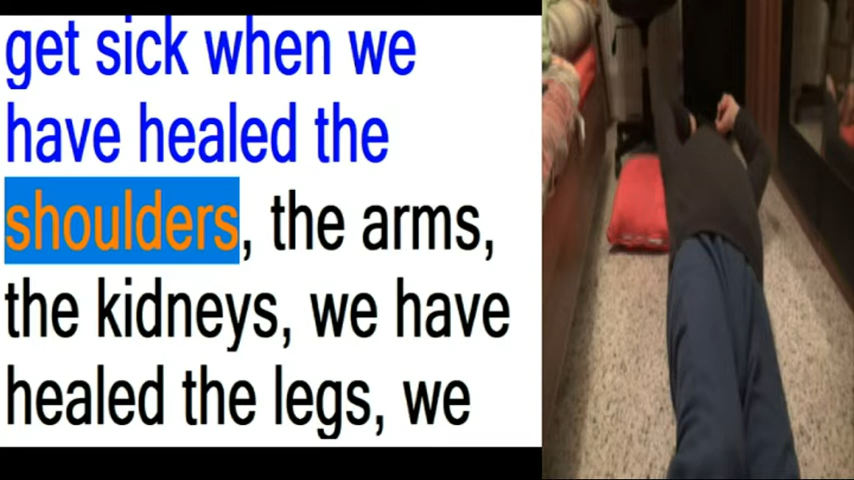 get sick when we
have healed the
shoulders, the arms,
the kidneys, we have
healed the legs, we